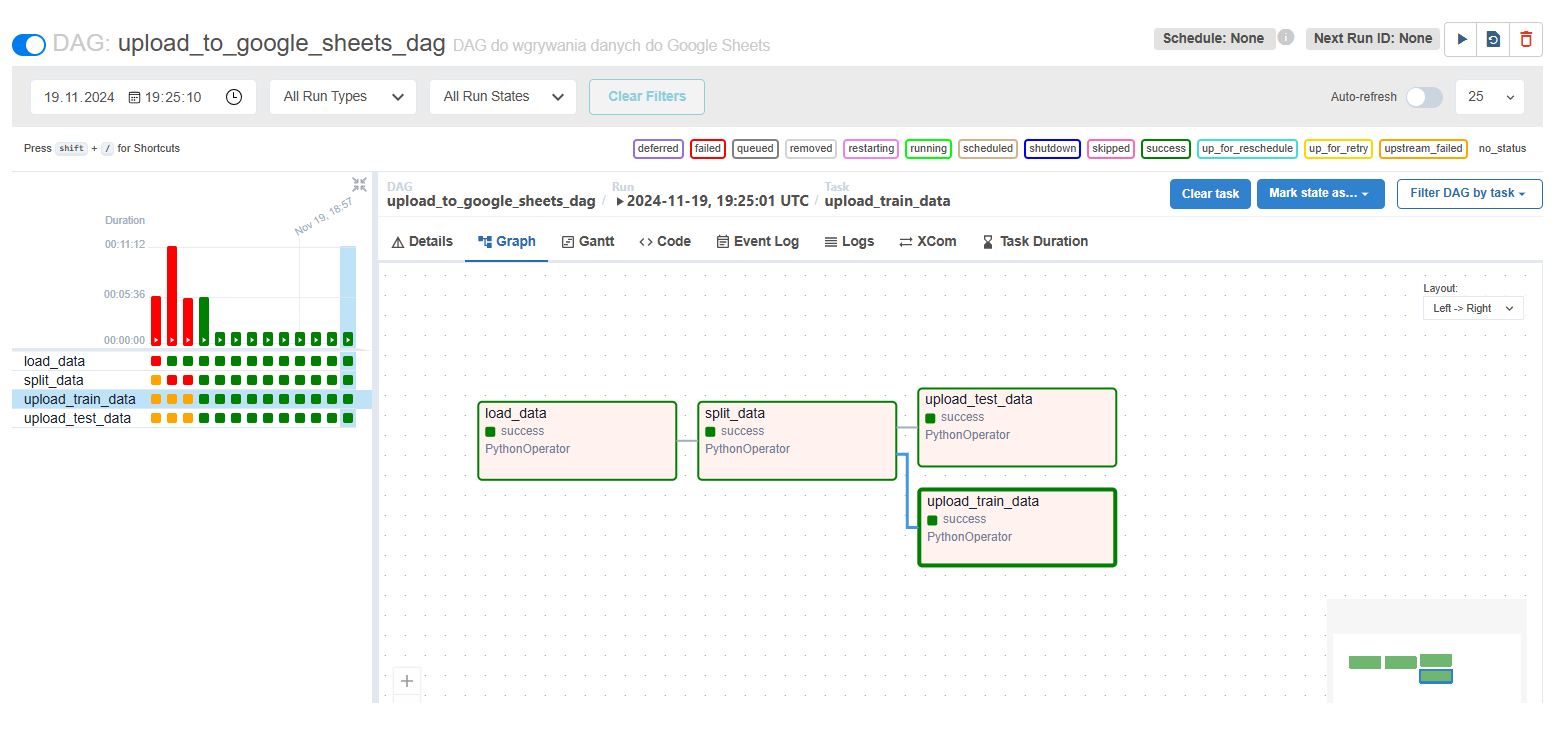 DAG: upload_to_google_sheets_dag DAG do wgrywania danych do Google Sheets
Schedule: None i Next Run ID: None
19.11.2024 19:25:10 All Run Types All Run States Clear Filters Auto-refresh 25
Press shift + / for Shortcuts
deferred failed queued removed restarting running scheduled shutdown skipped success up_for_reschedule up_for_retry upstream_failed no_status
Duration
Nov 19, 18:57
00:11:12
00:05:36
00:00:00
load_data
split_data
upload_train_data
upload_test_data
DAG Run Task
upload_to_google_sheets_dag / 2024-11-19, 19:25:01 UTC / upload_train_data
Clear task Mark state as... Filter DAG by task
Details Graph Gantt Code Event Log Logs XCom Task Duration
Layout:
Left -> Right
load_data
success
PythonOperator
split_data
success
PythonOperator
upload_test_data
success
PythonOperator
upload_train_data
success
PythonOperator
+